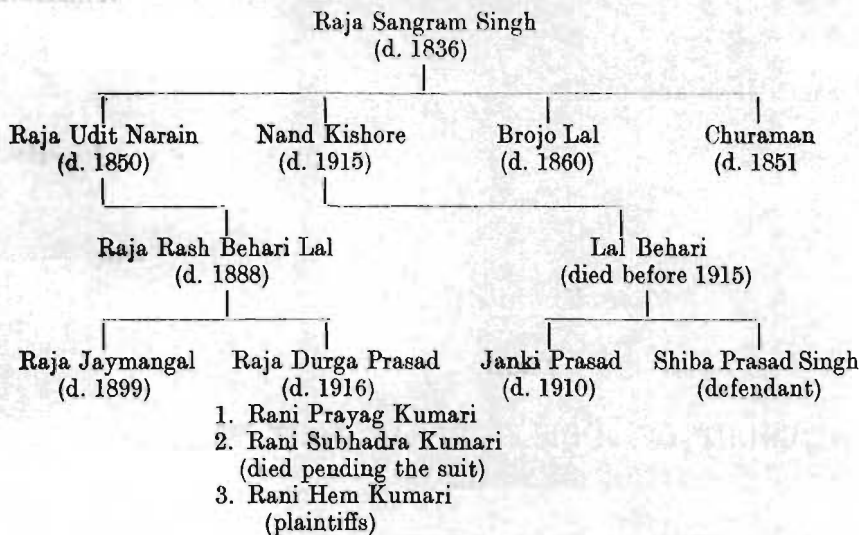 Raja Sangram Singh
(d. 1836)
Raja Udit Narain Nand Kishore Brojo Lal Churaman
(d. 1850) (d. 1915) (d. 1860) (d. 1851
Raja Rash Behari Lal Lal Behari
(d. 1888) (died before 1915)
Raja Jaymangal Raja Durga Prasad Janki Prasad Shiba Prasad Singh
(d. 1899) (d. 1916) (d. 1910) (defendant)
1. Rani Prayag Kumari
2. Rani Subhadra Kumari
(died pending the suit)
3. Rani Hem Kumari
(plaintiffs)